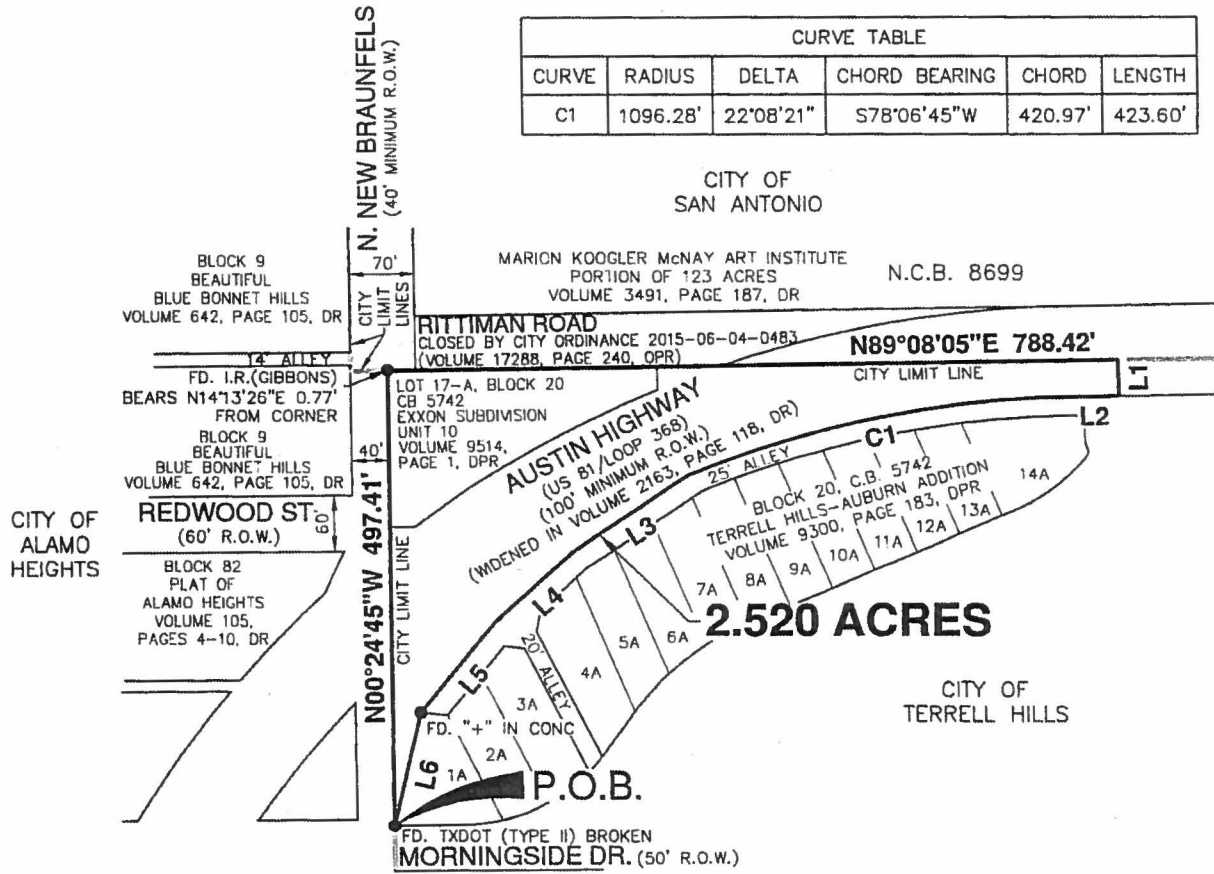 CURVE TABLE
CURVE RADIUS DELTA CHORD BEARING CHORD LENGTH
C1 1096.28' 22°08'21" S78°06'45"W 420.97' 423.60'
N. NEW BRAUNFELS
(40' MINIMUM R.O.W.)
CITY OF
SAN ANTONIO
BLOCK 9
BEAUTIFUL
BLUE BONNET HILLS
VOLUME 642, PAGE 105, DR
70'
CITY
LIMIT
LINES
MARION KOOGLER McNAY ART INSTITUTE
PORTION OF 123 ACRES
VOLUME 3491, PAGE 187, DR
N.C.B. 8699
RITTIMAN ROAD
CLOSED BY CITY ORDINANCE 2015-06-04-0483
(VOLUME 17288, PAGE 240, OPR)
N89°08'05"E 788.42'
CITY LIMIT LINE
L1
14' ALLEY
FD. I.R.(GIBBONS)
BEARS N14°13'26"E 0.77'
FROM CORNER
LOT 17-A, BLOCK 20
CB 5742
EXXON SUBDIVISION
UNIT 10
VOLUME 9514,
PAGE 1, DPR
BLOCK 9
BEAUTIFUL
BLUE BONNET HILLS
VOLUME 642, PAGE 105, DR
40'
AUSTIN HIGHWAY
(US 81/LOOP 368)
(100' MINIMUM R.O.W.)
(WIDENED IN VOLUME 2163, PAGE 118, DR)
C1
L2
25' ALLEY
BLOCK 20, C.B. 5742
TERRELL HILLS-AUBURN ADDITION
VOLUME 9300, PAGE 183, DPR
14A
13A
12A
11A
10A
9A
8A
7A
CITY OF
ALAMO
HEIGHTS
REDWOOD ST.
(60' R.O.W.)
60'
BLOCK 82
PLAT OF
ALAMO HEIGHTS
VOLUME 105,
PAGES 4-10, DR
N00°24'45"W 497.41'
CITY LIMIT LINE
L3
L4
2.520 ACRES
6A
5A
4A
20' ALLEY
L5
3A
CITY OF
TERRELL HILLS
FD. "+" IN CONC
2A
1A
L6
P.O.B.
FD. TXDOT (TYPE II) BROKEN
MORNINGSIDE DR. (50' R.O.W.)